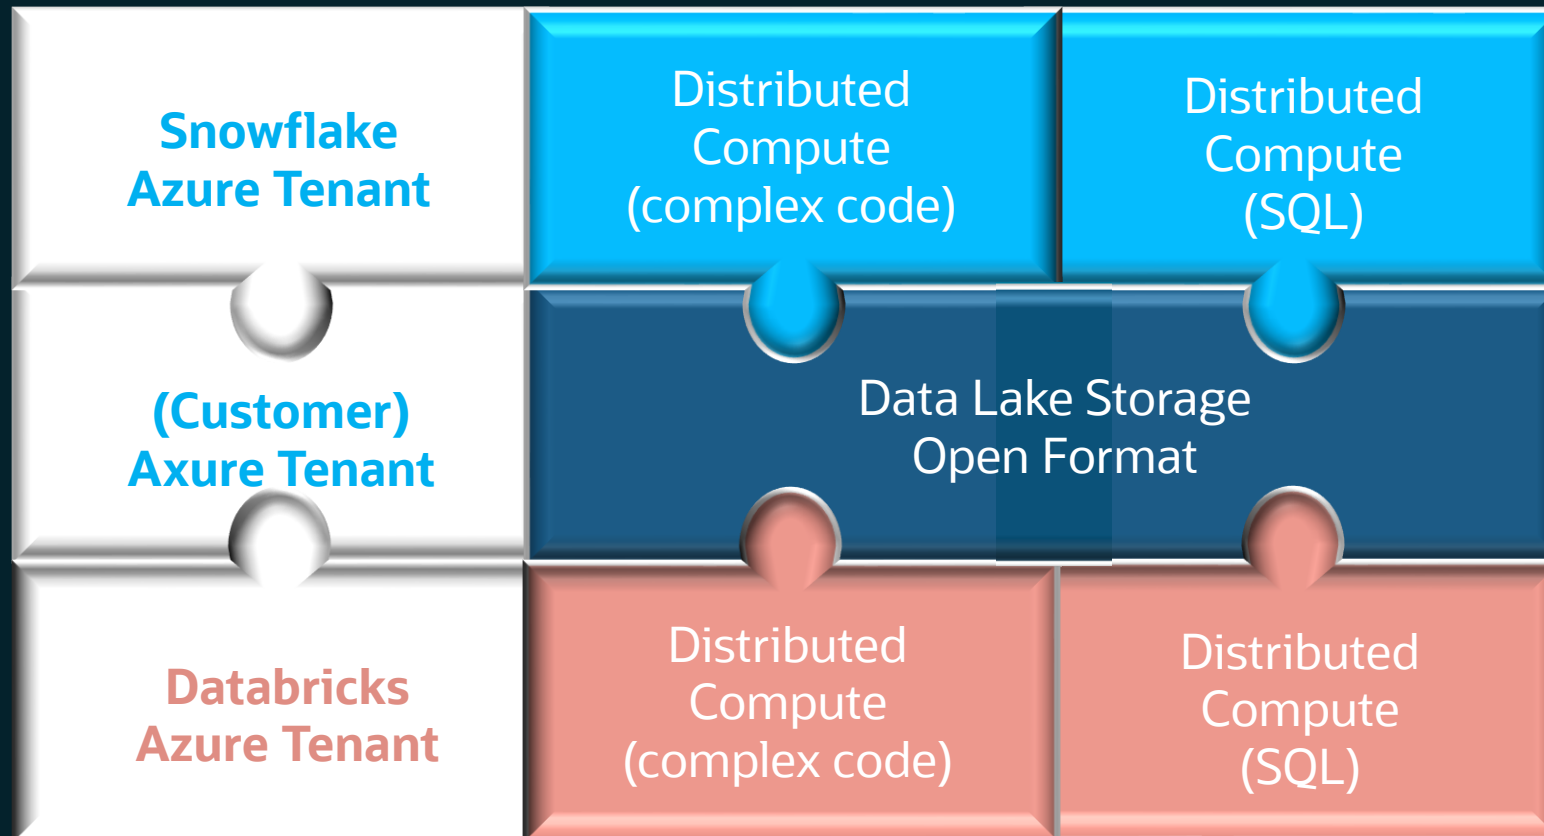 Snowflake
Azure Tenant
Distributed
Compute
(complex code)
Distributed
Compute
(SQL)
(Customer)
Axure Tenant
Data Lake Storage
Open Format
Databricks
Azure Tenant
Distributed
Compute
(complex code)
Distributed
Compute
(SQL)